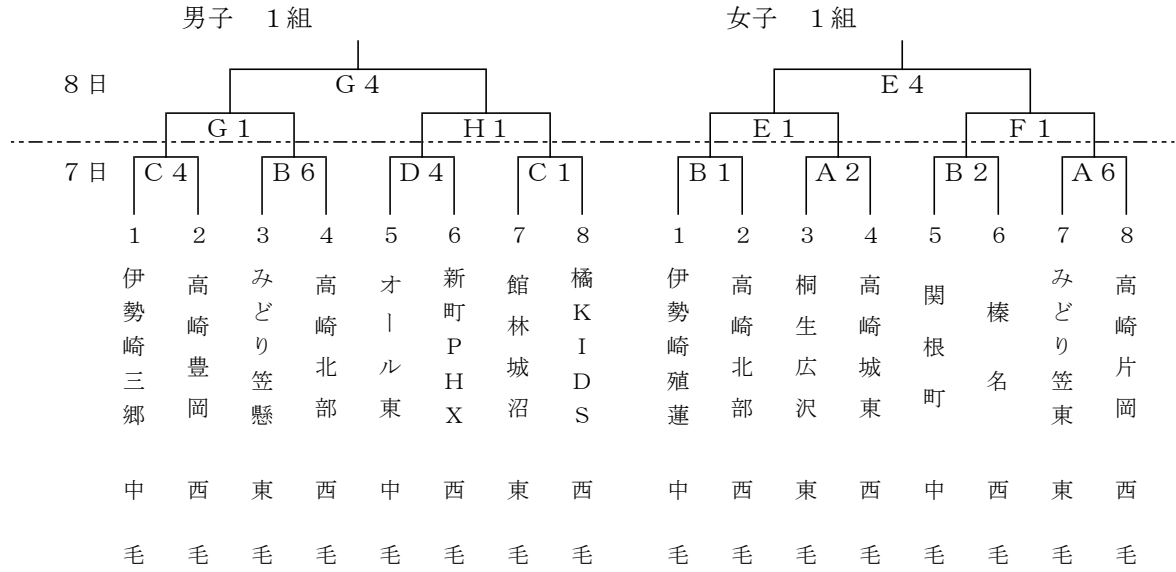 男子　１組
女子　１組
８日
Ｇ４
Ｅ４
Ｇ１
Ｈ１
Ｅ１
Ｆ１
７日
Ｃ４
Ｂ６
Ｄ４
Ｃ１
Ｂ１
Ａ２
Ｂ２
Ａ６
１
２
３
４
５
６
７
８
１
２
３
４
５
６
７
８
伊勢崎三郷
高崎豊岡
みどり笠懸
高崎北部
オール東
新町ＰＨＸ
館林城沼
橘ＫＩＤＳ
伊勢崎殖蓮
高崎北部
桐生広沢
高崎城東
関根町
榛名
みどり笠東
高崎片岡
中毛
西毛
東毛
西毛
中毛
西毛
東毛
西毛
中毛
西毛
東毛
西毛
中毛
西毛
東毛
西毛